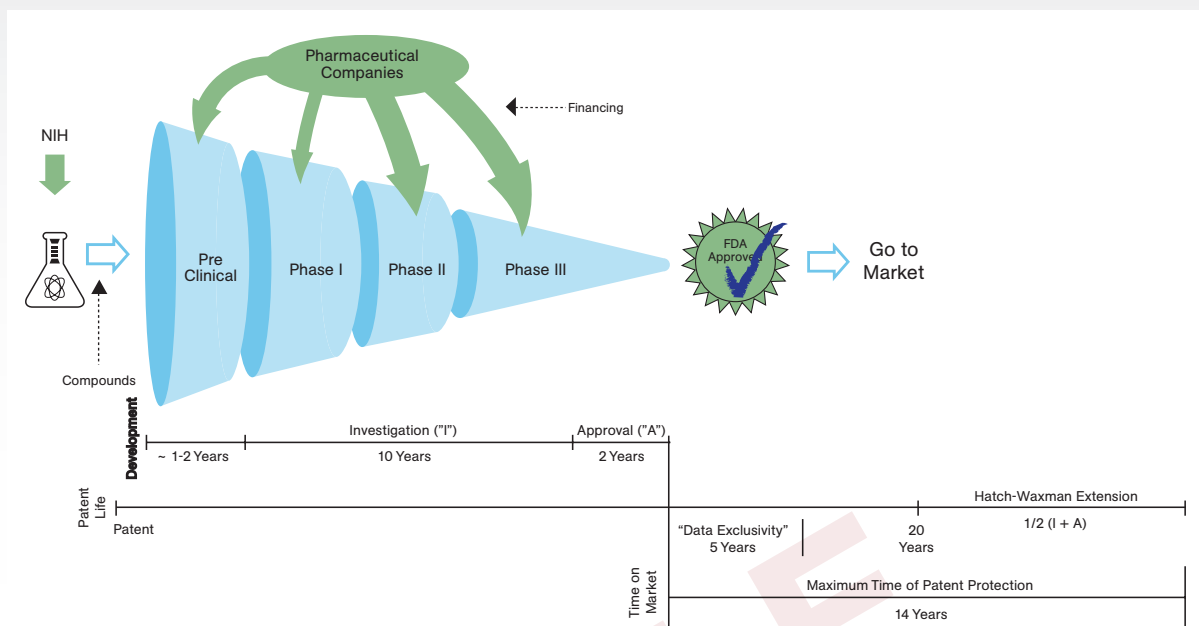 Pharmaceutical
Companies
Financing
NIH
Pre
Clinical
Phase I
Phase II
Phase III
FDA
Approved
Go to
Market
Compounds
Development
Investigation ("I")
Approval ("A")
~ 1-2 Years
10 Years
2 Years
Patent
Life
Patent
Hatch-Waxman Extension
1/2 (I + A)
"Data Exclusivity"
5 Years
20
Years
Time on
Market
Maximum Time of Patent Protection
14 Years